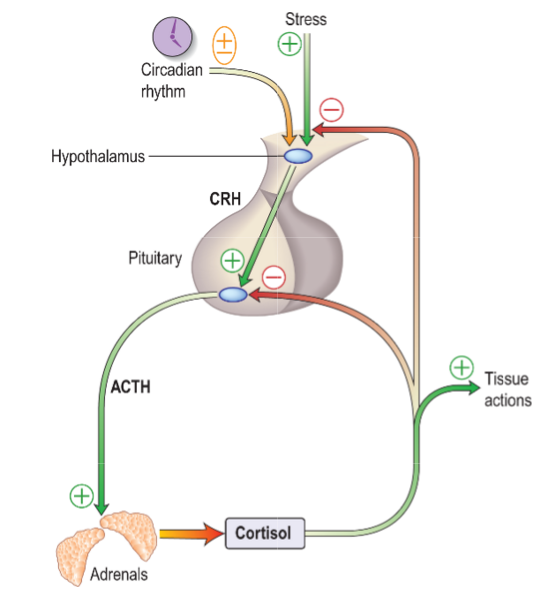 Stress
Circadian
rhythm
Hypothalamus
CRH
Pituitary
ACTH
Tissue
actions
Cortisol
Adrenals